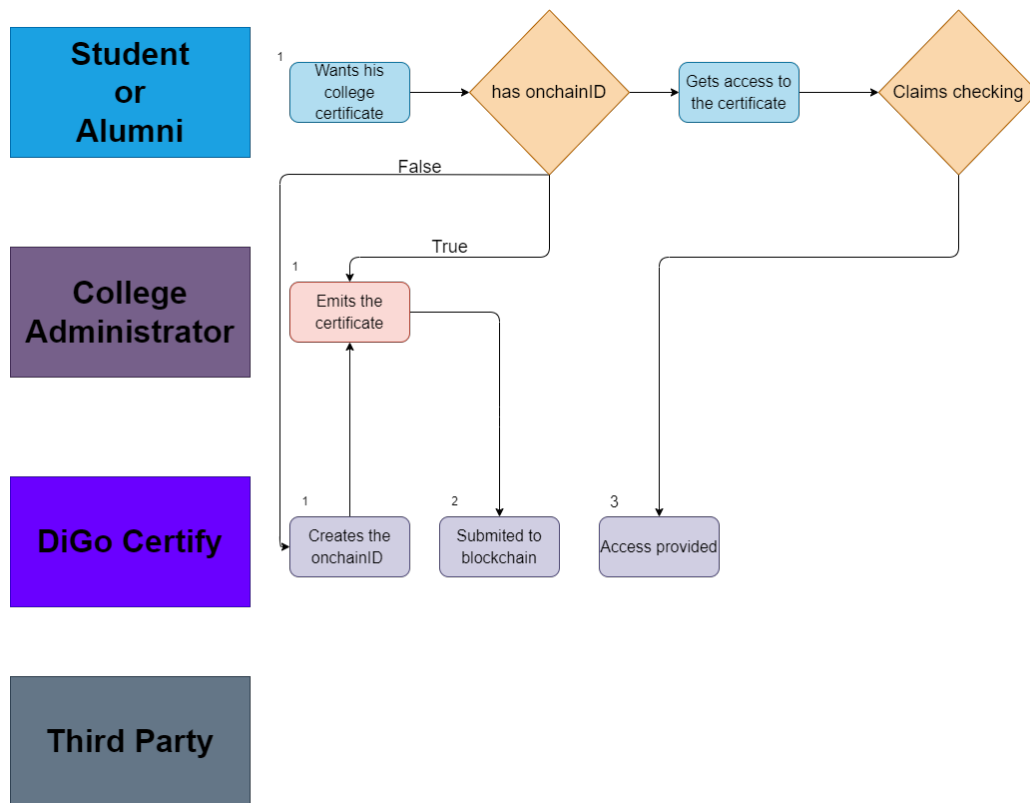 Student
or
Alumni
1
Wants his
college
certificate
has onchainID
Gets access to
the certificate
Claims checking
False
True
College
Administrator
1
Emits the
certificate
DiGo Certify
1
Creates the
onchainID
2
Submited to
blockchain
3
Access provided
Third Party